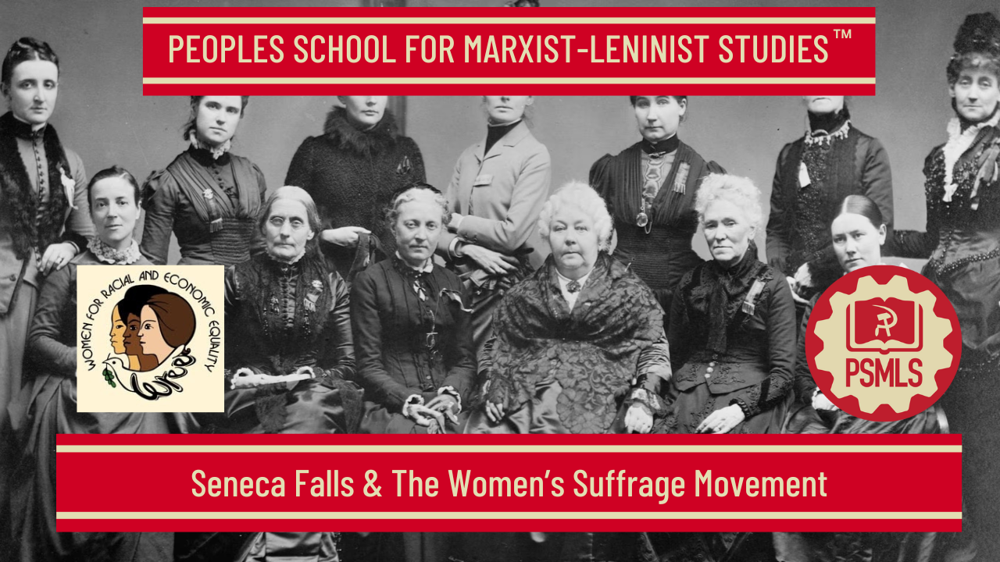 PEOPLES SCHOOL FOR MARXIST-LENINIST STUDIES™
WOMEN FOR RACIAL AND ECONOMIC EQUALITY
Wree
PSMLS
Seneca Falls & The Women’s Suffrage Movement